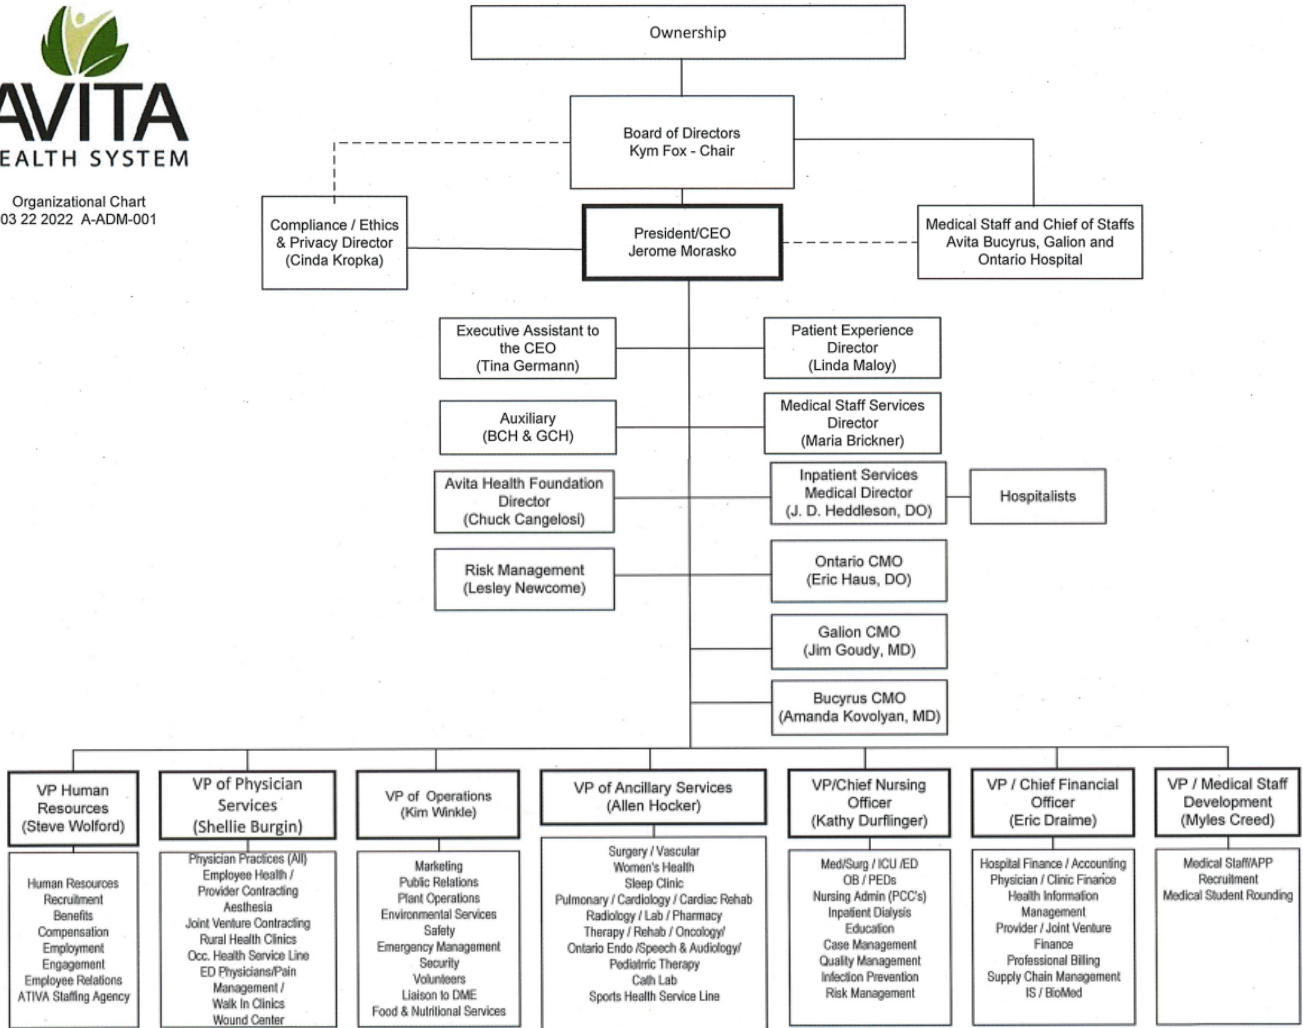 Ownership
AVITA
HEALTH SYSTEM
Organizational Chart
03 22 2022 A-ADM-001
Board of Directors
Kym Fox - Chair
Compliance / Ethics
& Privacy Director
(Cinda Kropka)
President/CEO
Jerome Morasko
Medical Staff and Chief of Staffs
Avita Bucyrus, Galion and
Ontario Hospital
Executive Assistant to
the CEO
(Tina Germann)
Patient Experience
Director
(Linda Maloy)
Auxiliary
(BCH & GCH)
Medical Staff Services
Director
(Maria Brickner)
Avita Health Foundation
Director
(Chuck Cangelosi)
Inpatient Services
Medical Director
(J. D. Heddleson, DO)
Hospitalists
Risk Management
(Lesley Newcome)
Ontario CMO
(Eric Haus, DO)
Galion CMO
(Jim Goudy, MD)
Bucyrus CMO
(Amanda Kovolyan, MD)
VP Human
Resources
(Steve Wolford)
Human Resources
Recruitment
Benefits
Compensation
Employment
Engagement
Employee Relations
ATIVA Staffing Agency
VP of Physician
Services
(Shellie Burgin)
Physician Practices (All)
Employee Health /
Provider Contracting
Aesthesia
Joint Venture Contracting
Rural Health Clinics
Occ. Health Service Line
ED Physicians/Pain
Management /
Walk In Clinics
Wound Center
VP of Operations
(Kim Winkle)
Marketing
Public Relations
Plant Operations
Environmental Services
Safety
Emergency Management
Security
Volunteers
Liaison to DME
Food & Nutritional Services
VP of Ancillary Services
(Allen Hocker)
Surgery / Vascular
Women's Health
Sleep Clinic
Pulmonary / Cardiology / Cardiac Rehab
Radiology / Lab / Pharmacy
Therapy / Rehab / Oncology/
Ontario Endo /Speech & Audiology/
Pediatric Therapy
Cath Lab
Sports Health Service Line
VP/Chief Nursing
Officer
(Kathy Durflinger)
Med/Surg / ICU /ED
OB / PEDs
Nursing Admin (PCC's)
Inpatient Dialysis
Education
Case Management
Quality Management
Infection Prevention
Risk Management
VP / Chief Financial
Officer
(Eric Draime)
Hospital Finance / Accounting
Physician / Clinic Finance
Health Information
Management
Provider / Joint Venture
Finance
Professional Billing
Supply Chain Management
IS / BioMed
VP / Medical Staff
Development
(Myles Creed)
Medical Staff/APP
Recruitment
Medical Student Rounding